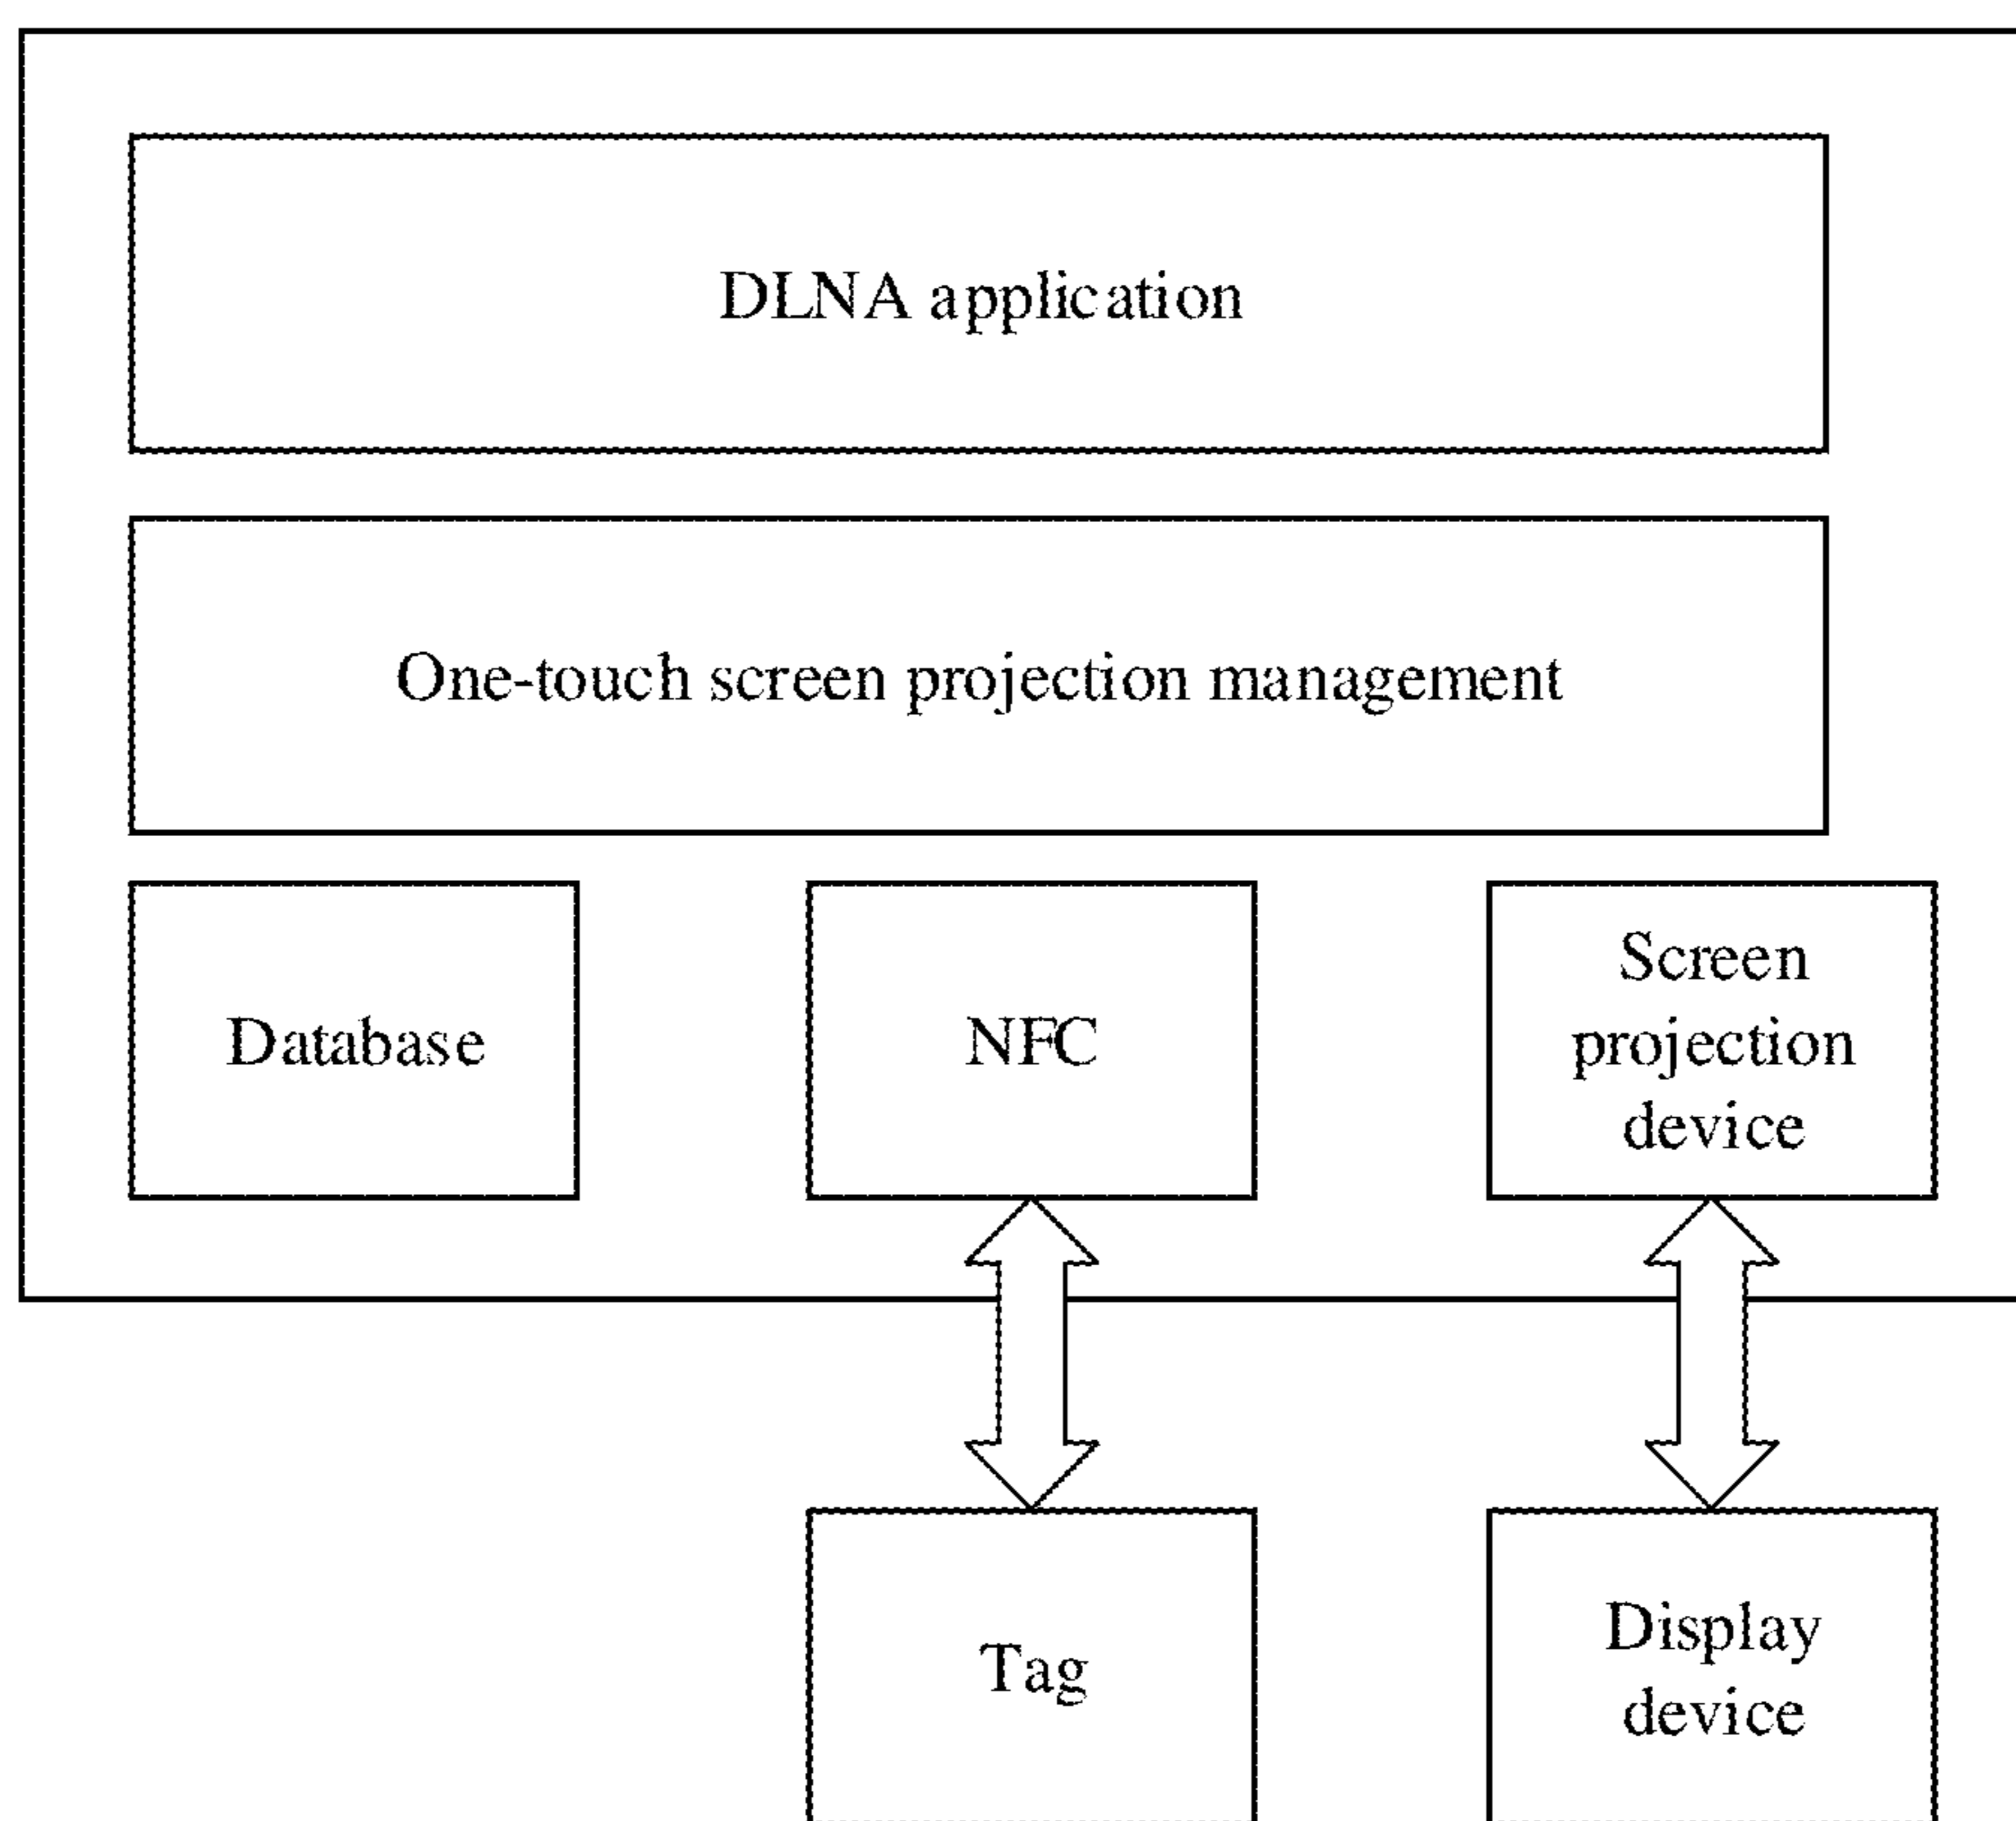 DLNA application
One-touch screen projection management
Database
NFC
Screen
projection
device
Tag
Display
device